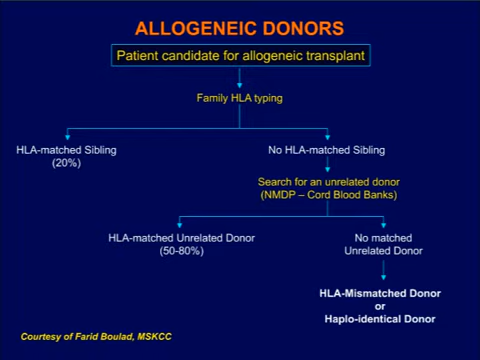 ALLOGENEIC DONORS
Patient candidate for allogeneic transplant
Family HLA typing
HLA-matched Sibling
(20%)
No HLA-matched Sibling
Search for an unrelated donor
(NMDP – Cord Blood Banks)
HLA-matched Unrelated Donor
(50-80%)
No matched
Unrelated Donor
HLA-Mismatched Donor
or
Haplo-identical Donor
Courtesy of Farid Boulad, MSKCC